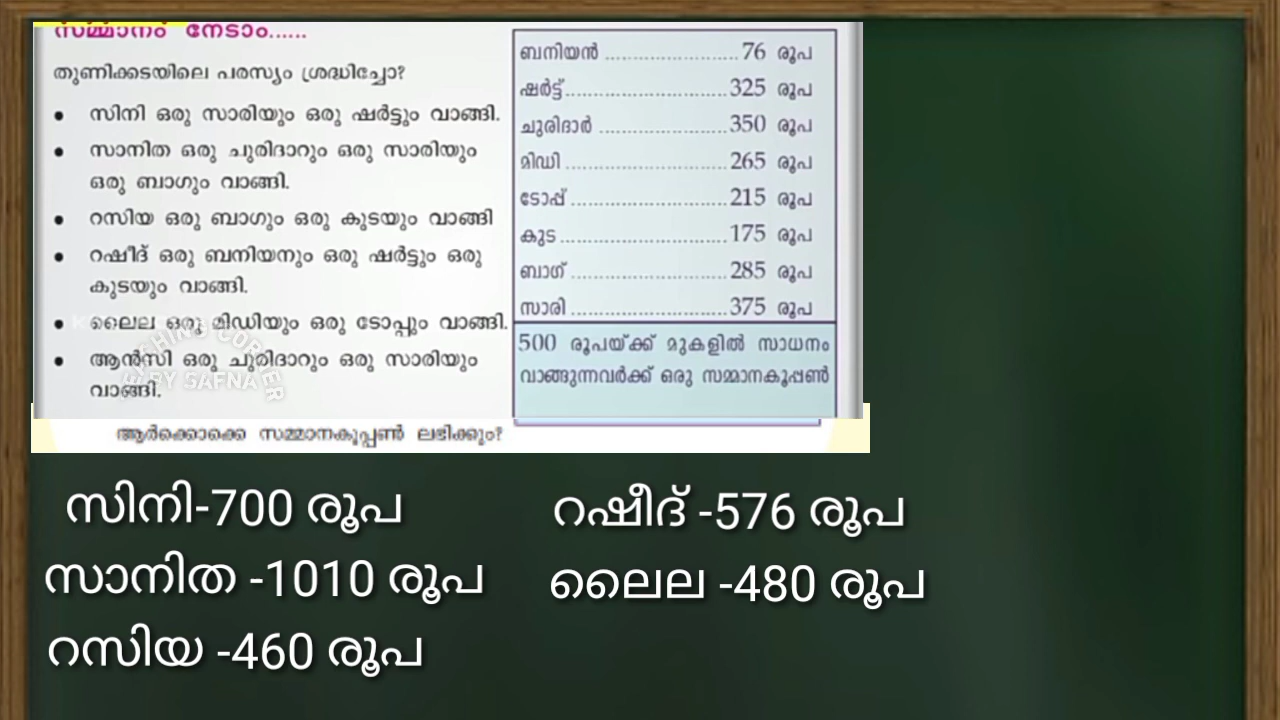 സമ്മാനം നേടാം......
തുണിക്കടയിലെ പരസ്യം ശ്രദ്ധിച്ചോ?
• സിനി ഒരു സാരിയും ഒരു ഷർട്ടും വാങ്ങി.
• സാനിത ഒരു ചുരിദാറും ഒരു സാരിയും
ഒരു ബാഗും വാങ്ങി.
• റസിയ ഒരു ബാഗും ഒരു കുടയും വാങ്ങി
• റഷീദ് ഒരു ബനിയനും ഒരു ഷർട്ടും ഒരു
കുടയും വാങ്ങി.
• ലൈല ഒരു മിഡിയും ഒരു ടോപ്പും വാങ്ങി.
• ആൻസി ഒരു ചുരിദാറും ഒരു സാരിയും
വാങ്ങി.
ബനിയൻ ........................ 76 രൂപ
ഷർട്ട്............................. 325 രൂപ
ചുരിദാർ ....................... 350 രൂപ
മിഡി ............................. 265 രൂപ
ടോപ്പ് ............................ 215 രൂപ
കുട .............................. 175 രൂപ
ബാഗ് ............................ 285 രൂപ
സാരി ............................ 375 രൂപ
500 രൂപയ്ക്ക് മുകളിൽ സാധനം
വാങ്ങുന്നവർക്ക് ഒരു സമ്മാനകൂപ്പൺ
ആർക്കൊക്കെ സമ്മാനകൂപ്പൺ ലഭിക്കും?
CORNER
BY SAFNA
സിനി-700 രൂപ
സാനിത -1010 രൂപ
റസിയ -460 രൂപ
റഷീദ് -576 രൂപ
ലൈല -480 രൂപ